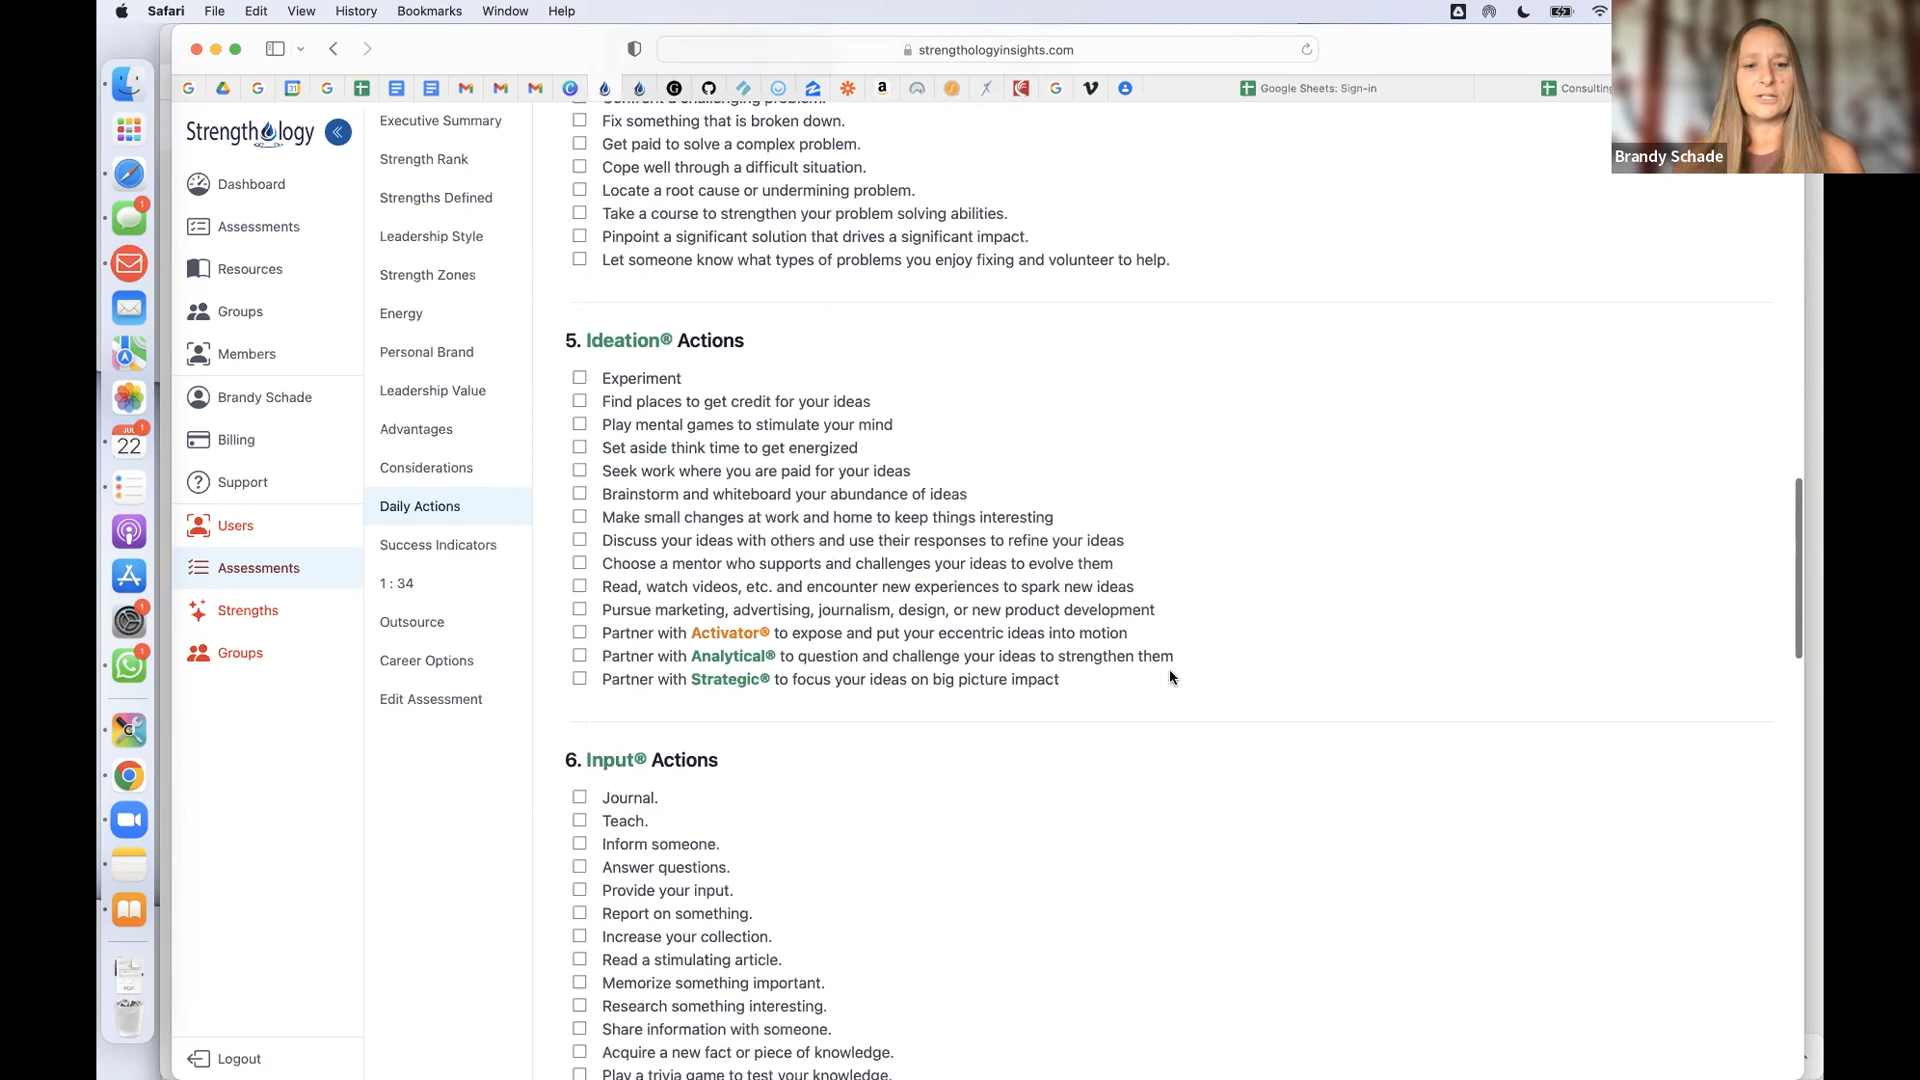 Safari File Edit View History Bookmarks Window Help
strengthologyinsights.com
Google Sheets: Sign-in
Consulting
Brandy Schade
Strengthology
Dashboard
Assessments
Resources
Groups
Members
Brandy Schade
Billing
Support
Users
Assessments
Strengths
Groups
Logout
JUL
22
Executive Summary
Strength Rank
Strengths Defined
Leadership Style
Strength Zones
Energy
Personal Brand
Leadership Value
Advantages
Considerations
Daily Actions
Success Indicators
1 : 34
Outsource
Career Options
Edit Assessment
Confront a challenging problem.
Fix something that is broken down.
Get paid to solve a complex problem.
Cope well through a difficult situation.
Locate a root cause or undermining problem.
Take a course to strengthen your problem solving abilities.
Pinpoint a significant solution that drives a significant impact.
Let someone know what types of problems you enjoy fixing and volunteer to help.
5. Ideation® Actions
Experiment
Find places to get credit for your ideas
Play mental games to stimulate your mind
Set aside think time to get energized
Seek work where you are paid for your ideas
Brainstorm and whiteboard your abundance of ideas
Make small changes at work and home to keep things interesting
Discuss your ideas with others and use their responses to refine your ideas
Choose a mentor who supports and challenges your ideas to evolve them
Read, watch videos, etc. and encounter new experiences to spark new ideas
Pursue marketing, advertising, journalism, design, or new product development
Partner with Activator® to expose and put your eccentric ideas into motion
Partner with Analytical® to question and challenge your ideas to strengthen them
Partner with Strategic® to focus your ideas on big picture impact
6. Input® Actions
Journal.
Teach.
Inform someone.
Answer questions.
Provide your input.
Report on something.
Increase your collection.
Read a stimulating article.
Memorize something important.
Research something interesting.
Share information with someone.
Acquire a new fact or piece of knowledge.
Play a trivia game to test your knowledge.